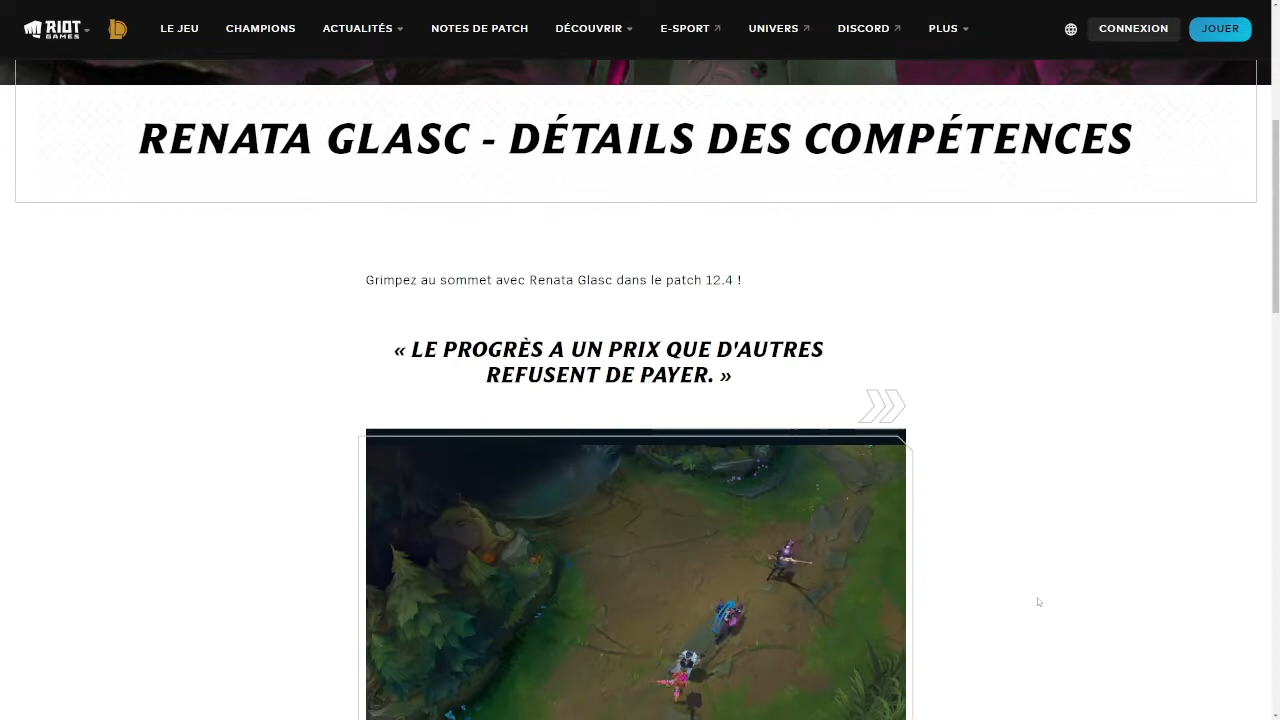 RIOT GAMES
LE JEU
CHAMPIONS
ACTUALITÉS
NOTES DE PATCH
DÉCOUVRIR
E-SPORT
UNIVERS
DISCORD
PLUS
CONNEXION
JOUER
RENATA GLASC - DÉTAILS DES COMPÉTENCES
Grimpez au sommet avec Renata Glasc dans le patch 12.4 !
« LE PROGRÈS A UN PRIX QUE D'AUTRES
REFUSENT DE PAYER. »